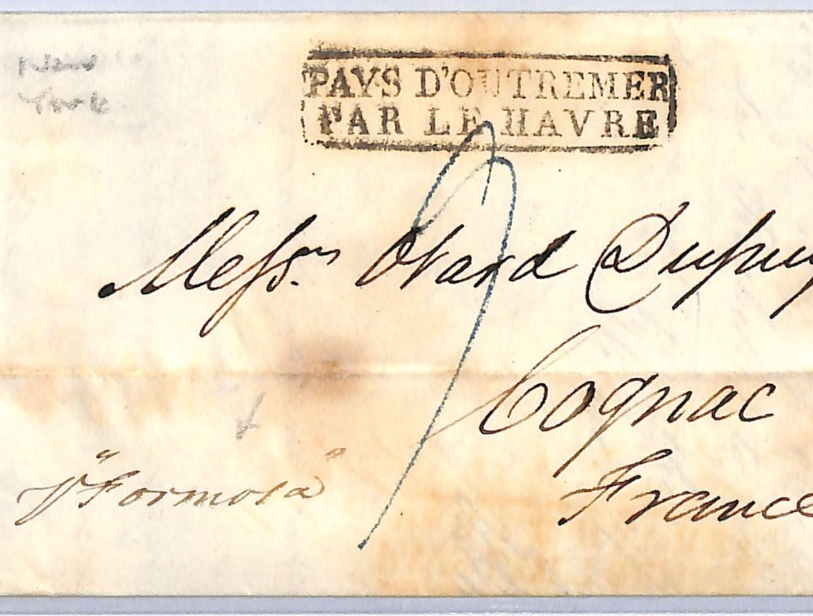 New
York
PAYS D'OUTREMER
PAR LE HAVRE
Messrs. Otard Dupuy
Cognac
France
p "Formosa"